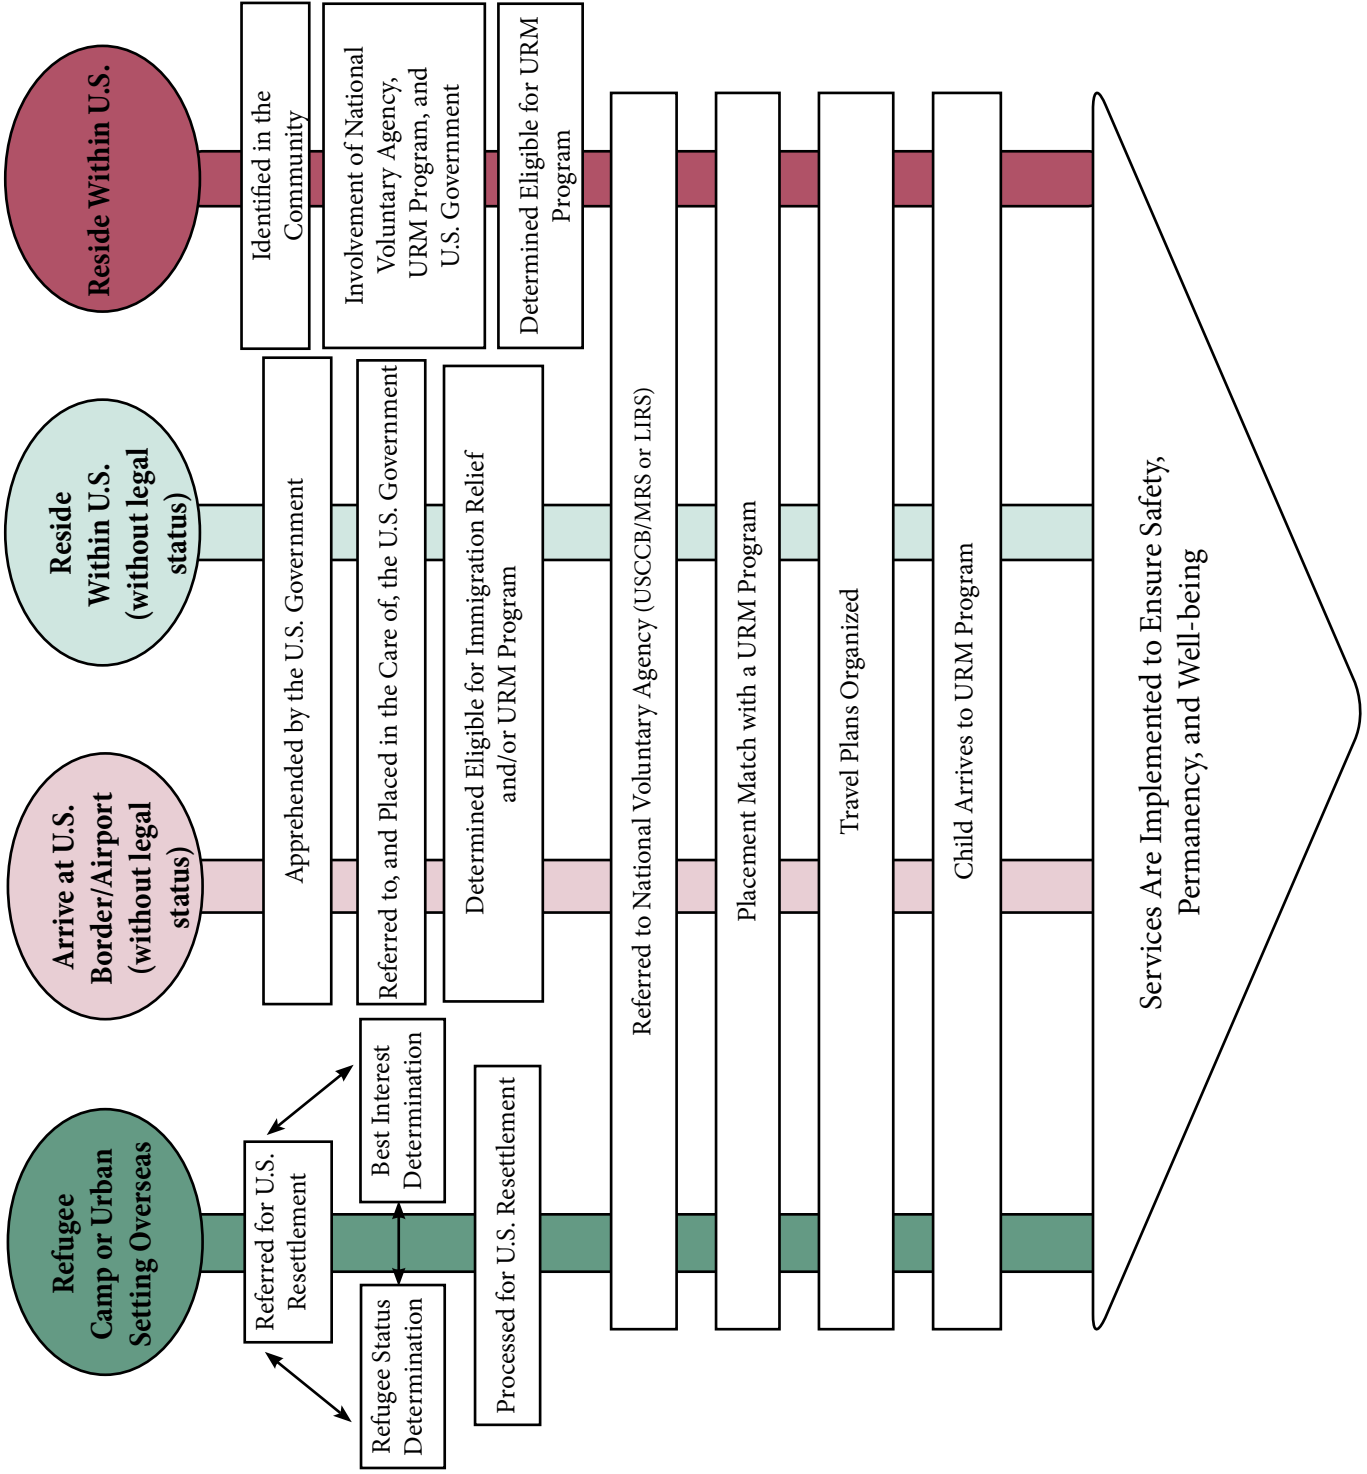 Refugee
Camp or Urban
Setting Overseas
Arrive at U.S.
Border/Airport
(without legal
status)
Reside
Within U.S.
(without legal
status)
Reside Within U.S.
Referred for U.S.
Resettlement
Refugee Status
Determination
Best Interest
Determination
Processed for U.S. Resettlement
Apprehended by the U.S. Government
Referred to, and Placed in the Care of, the U.S. Government
Determined Eligible for Immigration Relief
and/or URM Program
Identified in the
Community
Involvement of National
Voluntary Agency,
URM Program, and
U.S. Government
Determined Eligible for URM
Program
Referred to National Voluntary Agency (USCCB/MRS or LIRS)
Placement Match with a URM Program
Travel Plans Organized
Child Arrives to URM Program
Services Are Implemented to Ensure Safety,
Permanency, and Well-being